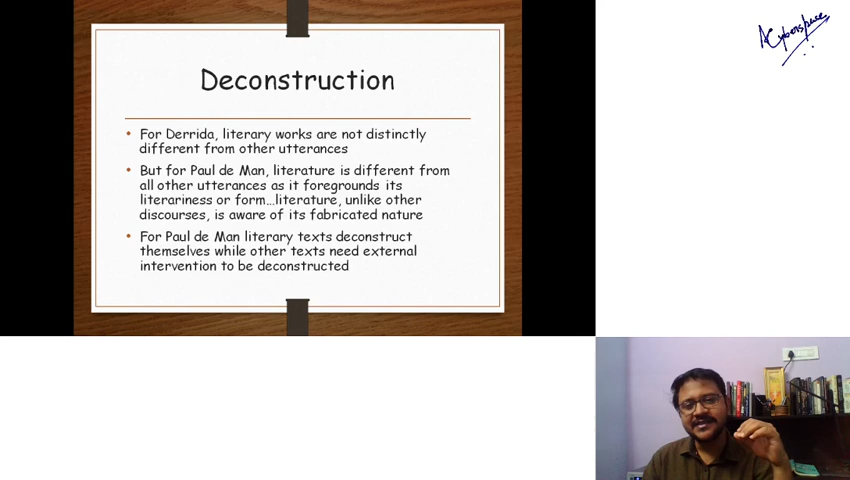 Deconstruction
• For Derrida, literary works are not distinctly
different from other utterances
• But for Paul de Man, literature is different from
all other utterances as it foregrounds its
literariness or form…literature, unlike other
discourses, is aware of its fabricated nature
• For Paul de Man literary texts deconstruct
themselves while other texts need external
intervention to be deconstructed
Cyberspace